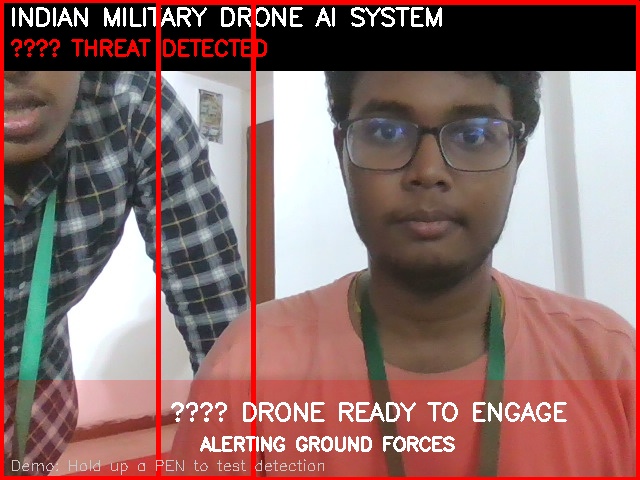 INDIAN MILITARY DRONE AI SYSTEM
???? THREAT DETECTED
???? DRONE READY TO ENGAGE
ALERTING GROUND FORCES
Demo: Hold up a PEN to test detection